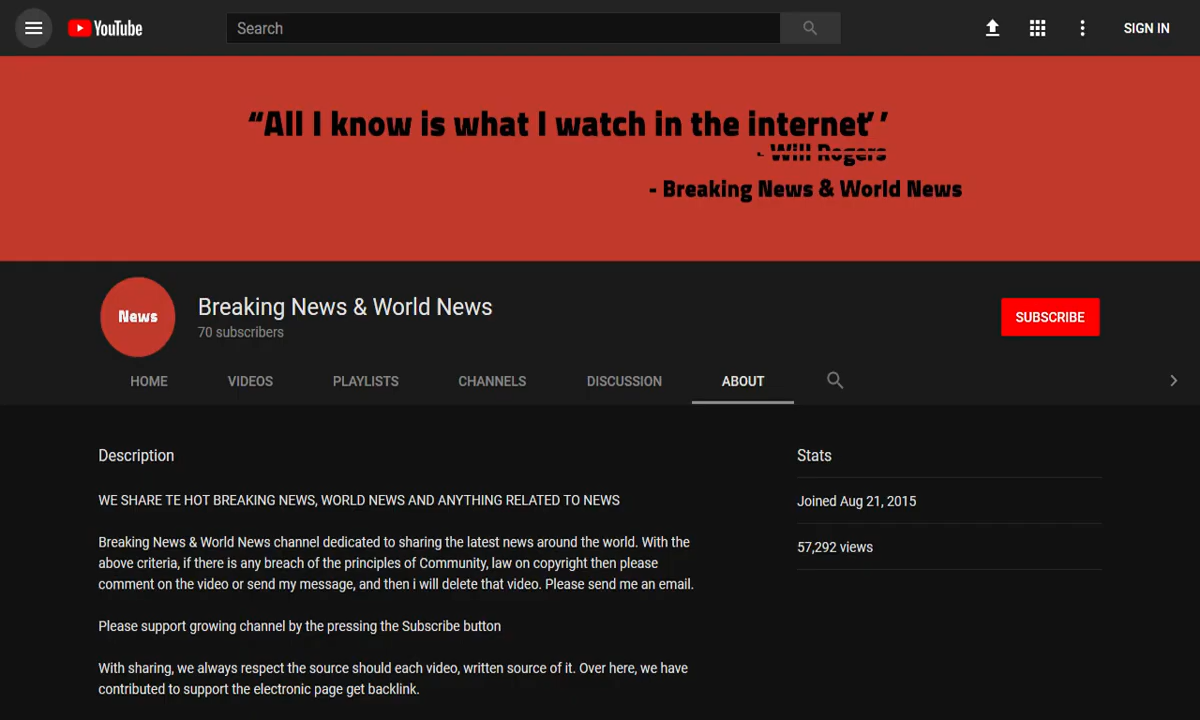 YouTube
Search
SIGN IN
“All I know is what I watch in the internet’’
- Will Rogers
- Breaking News & World News
News
Breaking News & World News
70 subscribers
SUBSCRIBE
HOME VIDEOS PLAYLISTS CHANNELS DISCUSSION ABOUT
Description
WE SHARE TE HOT BREAKING NEWS, WORLD NEWS AND ANYTHING RELATED TO NEWS
Breaking News & World News channel dedicated to sharing the latest news around the world. With the
above criteria, if there is any breach of the principles of Community, law on copyright then please
comment on the video or send my message, and then i will delete that video. Please send me an email.
Please support growing channel by the pressing the Subscribe button
With sharing, we always respect the source should each video, written source of it. Over here, we have
contributed to support the electronic page get backlink.
Stats
Joined Aug 21, 2015
57,292 views